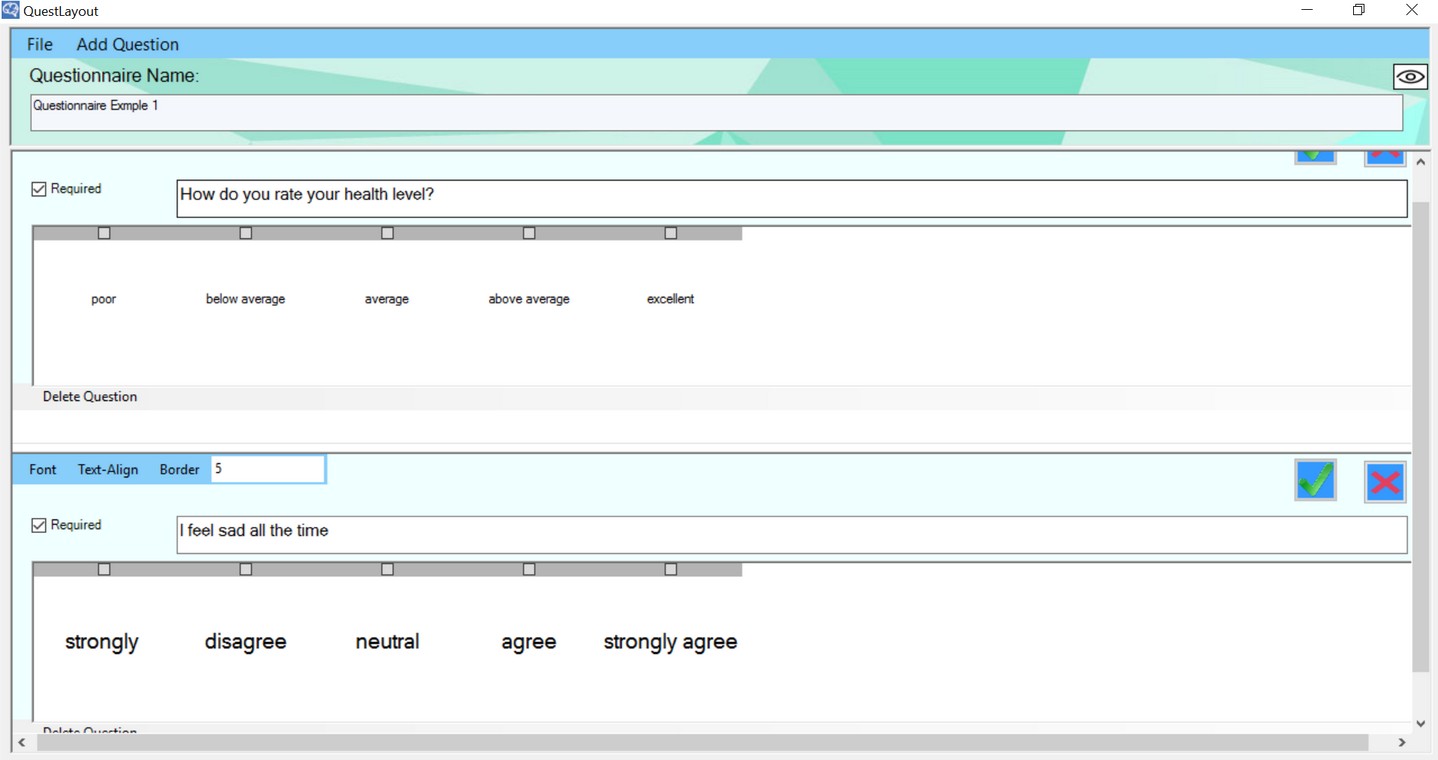 QuestLayout
File Add Question
Questionnaire Name:
Questionnaire Exmple 1
Required How do you rate your health level?
poor below average average above average excellent
Delete Question
Font Text-Align Border 5
Required I feel sad all the time
strongly disagree neutral agree strongly agree
Delete Question